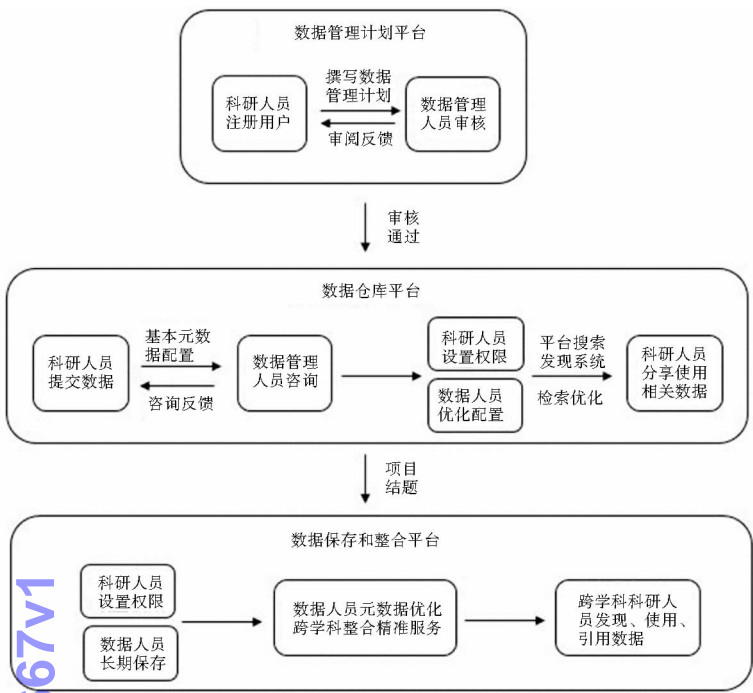 数据管理计划平台
科研人员
注册用户
撰写数据
管理计划
审阅反馈
数据管理
人员审核
审核
通过
数据仓库平台
科研人员
提交数据
基本元数
据配置
咨询反馈
数据管理
人员咨询
科研人员
设置权限
数据人员
优化配置
平台搜索
发现系统
检索优化
科研人员
分享使用
相关数据
项目
结题
数据保存和整合平台
科研人员
设置权限
数据人员
长期保存
数据人员元数据优化
跨学科整合精准服务
跨学科科研人
员发现、使用、
引用数据
67v1